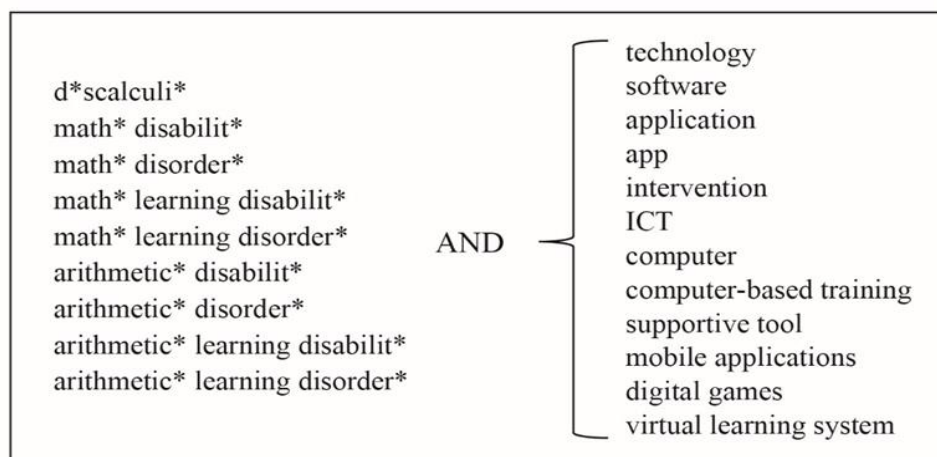 d*scalculi*
math* disabilit*
math* disorder*
math* learning disabilit*
math* learning disorder*
arithmetic* disabilit*
arithmetic* disorder*
arithmetic* learning disabilit*
arithmetic* learning disorder*
AND
technology
software
application
app
intervention
ICT
computer
computer-based training
supportive tool
mobile applications
digital games
virtual learning system